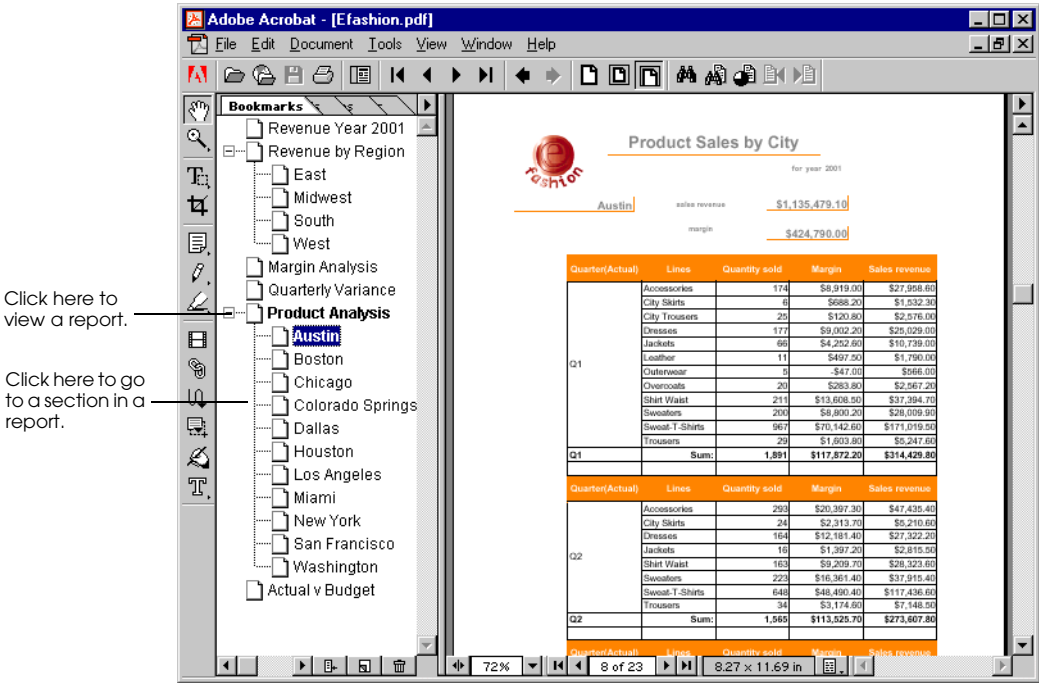 Adobe Acrobat - [Efashion.pdf]
File Edit Document Tools View Window Help
Bookmarks
Revenue Year 2001
Revenue by Region
East
Midwest
South
West
Margin Analysis
Quarterly Variance
Product Analysis
Austin
Boston
Chicago
Colorado Springs
Dallas
Houston
Los Angeles
Miami
New York
San Francisco
Washington
Actual v Budget
Click here to
view a report.
Click here to go
to a section in a
report.
e
fashion
Product Sales by City
for year 2001
Austin sales revenue $1,135,479.10
margin $424,790.00
Quarter(Actual) Lines Quantity sold Margin Sales revenue
Q1
Accessories 174 $8,919.00 $27,958.60
City Skirts 6 $688.20 $1,532.30
City Trousers 25 $120.80 $2,576.00
Dresses 177 $9,002.20 $25,029.00
Jackets 66 $4,252.60 $10,739.00
Leather 11 $497.50 $1,790.00
Outerwear 5 -$47.00 $566.00
Overcoats 20 $283.80 $2,567.20
Shirt Waist 211 $13,608.50 $37,394.70
Sweaters 200 $8,800.20 $28,009.90
Sweat-T-Shirts 967 $70,142.60 $171,019.50
Trousers 29 $1,603.80 $5,247.60
Q1 Sum: 1,891 $117,872.20 $314,429.80
Quarter(Actual) Lines Quantity sold Margin Sales revenue
Q2
Accessories 293 $20,397.30 $47,435.40
City Skirts 24 $2,313.70 $5,210.60
Dresses 164 $12,181.40 $27,322.20
Jackets 16 $1,397.20 $2,815.50
Shirt Waist 163 $9,209.70 $28,323.60
Sweaters 223 $16,361.40 $37,915.40
Sweat-T-Shirts 648 $48,490.40 $117,436.60
Trousers 34 $3,174.60 $7,148.50
Q2 Sum: 1,565 $113,525.70 $273,607.80
Quarter(Actual) Lines Quantity sold Margin Sales revenue
72% 8 of 23 8.27 × 11.69 in